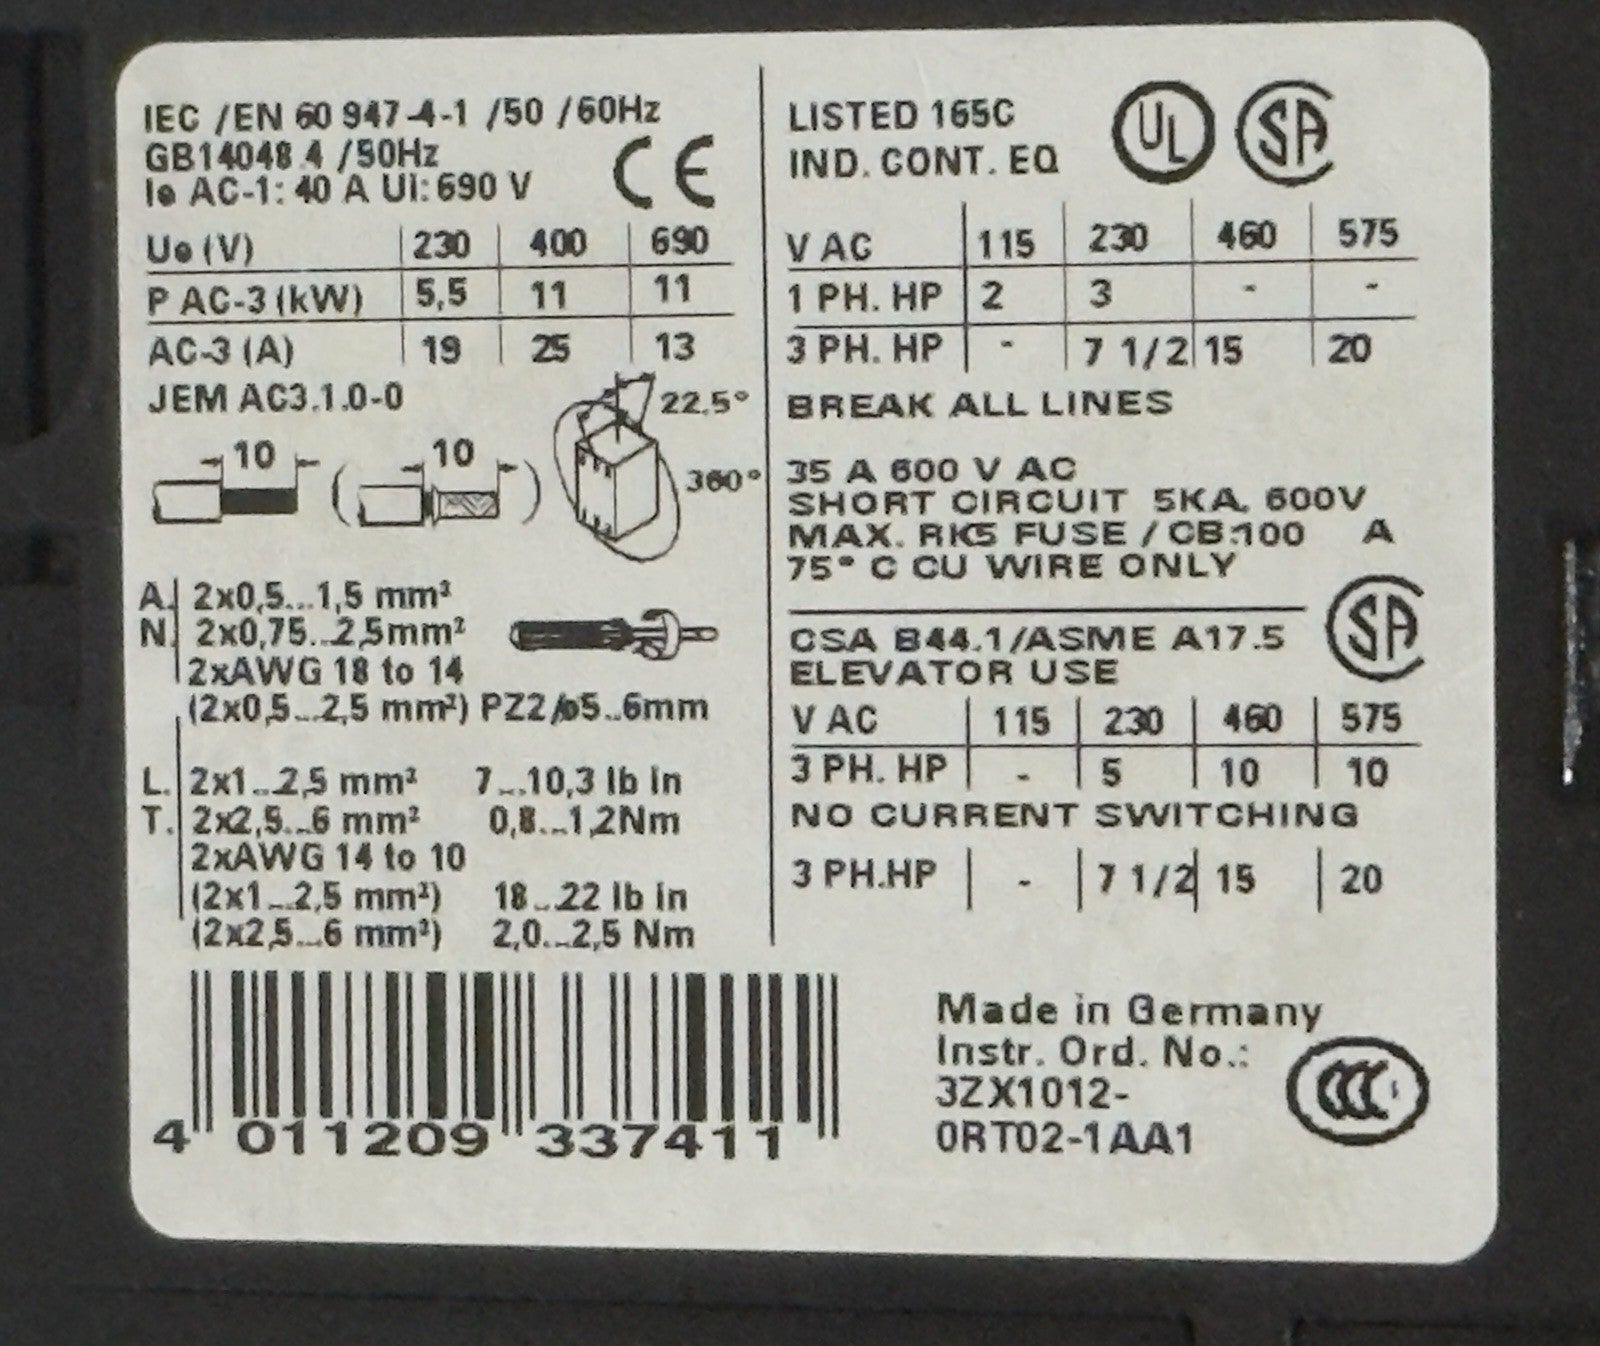 IEC /EN 60 947-4-1 /50 /60Hz
GB14048 4 /50Hz
Ie AC-1: 40 A Ui: 690 V
CE
Ue (V) 230 400 690
P AC-3 (kW) 5,5 11 11
AC-3 (A) 19 25 13
JEM AC3.1.0-0
22.5°
10 ( 10 ) 360°
A. 2x0,5...1,5 mm²
N. 2x0,75...2,5mm²
2xAWG 18 to 14
(2x0,5...2,5 mm²) PZ2/ø5..6mm
L. 2x1...2,5 mm² 7...10,3 lb in
T. 2x2,5...6 mm² 0,8...1,2Nm
2xAWG 14 to 10
(2x1...2,5 mm²) 18...22 lb in
(2x2,5...6 mm²) 2,0...2,5 Nm
4 011209 337411
LISTED 165C
IND. CONT. EQ
UL SA
V AC 115 230 460 575
1 PH. HP 2 3 - -
3 PH. HP - 7 1/2 15 20
BREAK ALL LINES
35 A 600 V AC
SHORT CIRCUIT 5KA, 600V
MAX. RK5 FUSE / CB:100 A
75° C CU WIRE ONLY
CSA B44.1/ASME A17.5
ELEVATOR USE
SA
V AC 115 230 460 575
3 PH. HP - 5 10 10
NO CURRENT SWITCHING
3 PH.HP - 7 1/2 15 20
Made in Germany
Instr. Ord. No.:
3ZX1012-
0RT02-1AA1
CCC